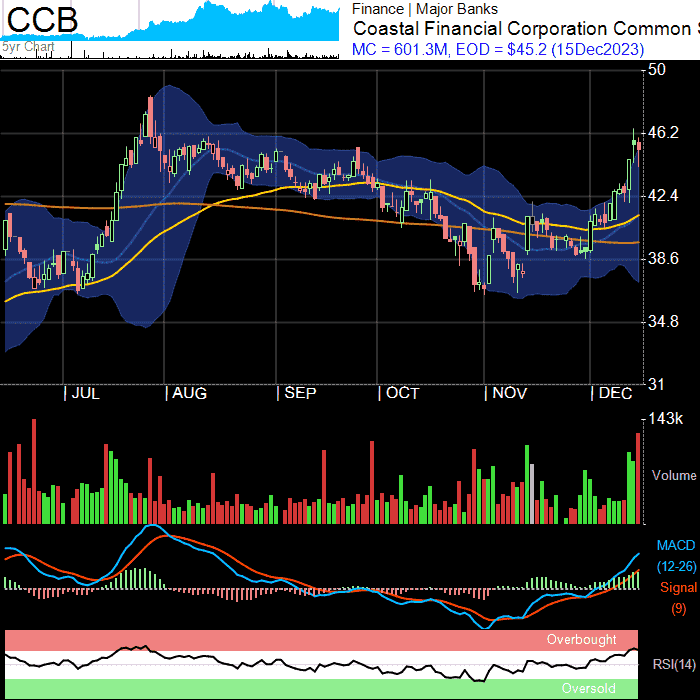 CCB
5yr Chart
Finance | Major Banks
Coastal Financial Corporation Common S
MC = 601.3M, EOD = $45.2 (15Dec2023)
50
46.2
42.4
38.6
34.8
31
| JUL | AUG | SEP | OCT | NOV | DEC
143k
Volume
MACD
(12-26)
Signal
(9)
Overbought
RSI(14)
Oversold